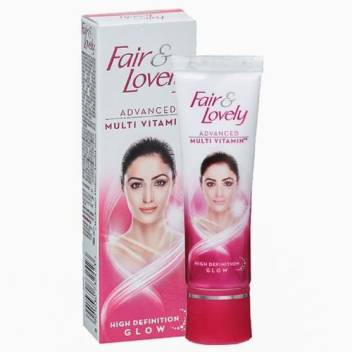 Fair &
Lovely
ADVANCED
MULTI VITAMIN
HIGH DEFINITION
GLOW
Fair &
Lovely
ADVANCED
MULTI VITAMIN
HIGH DEFINITION
GLOW